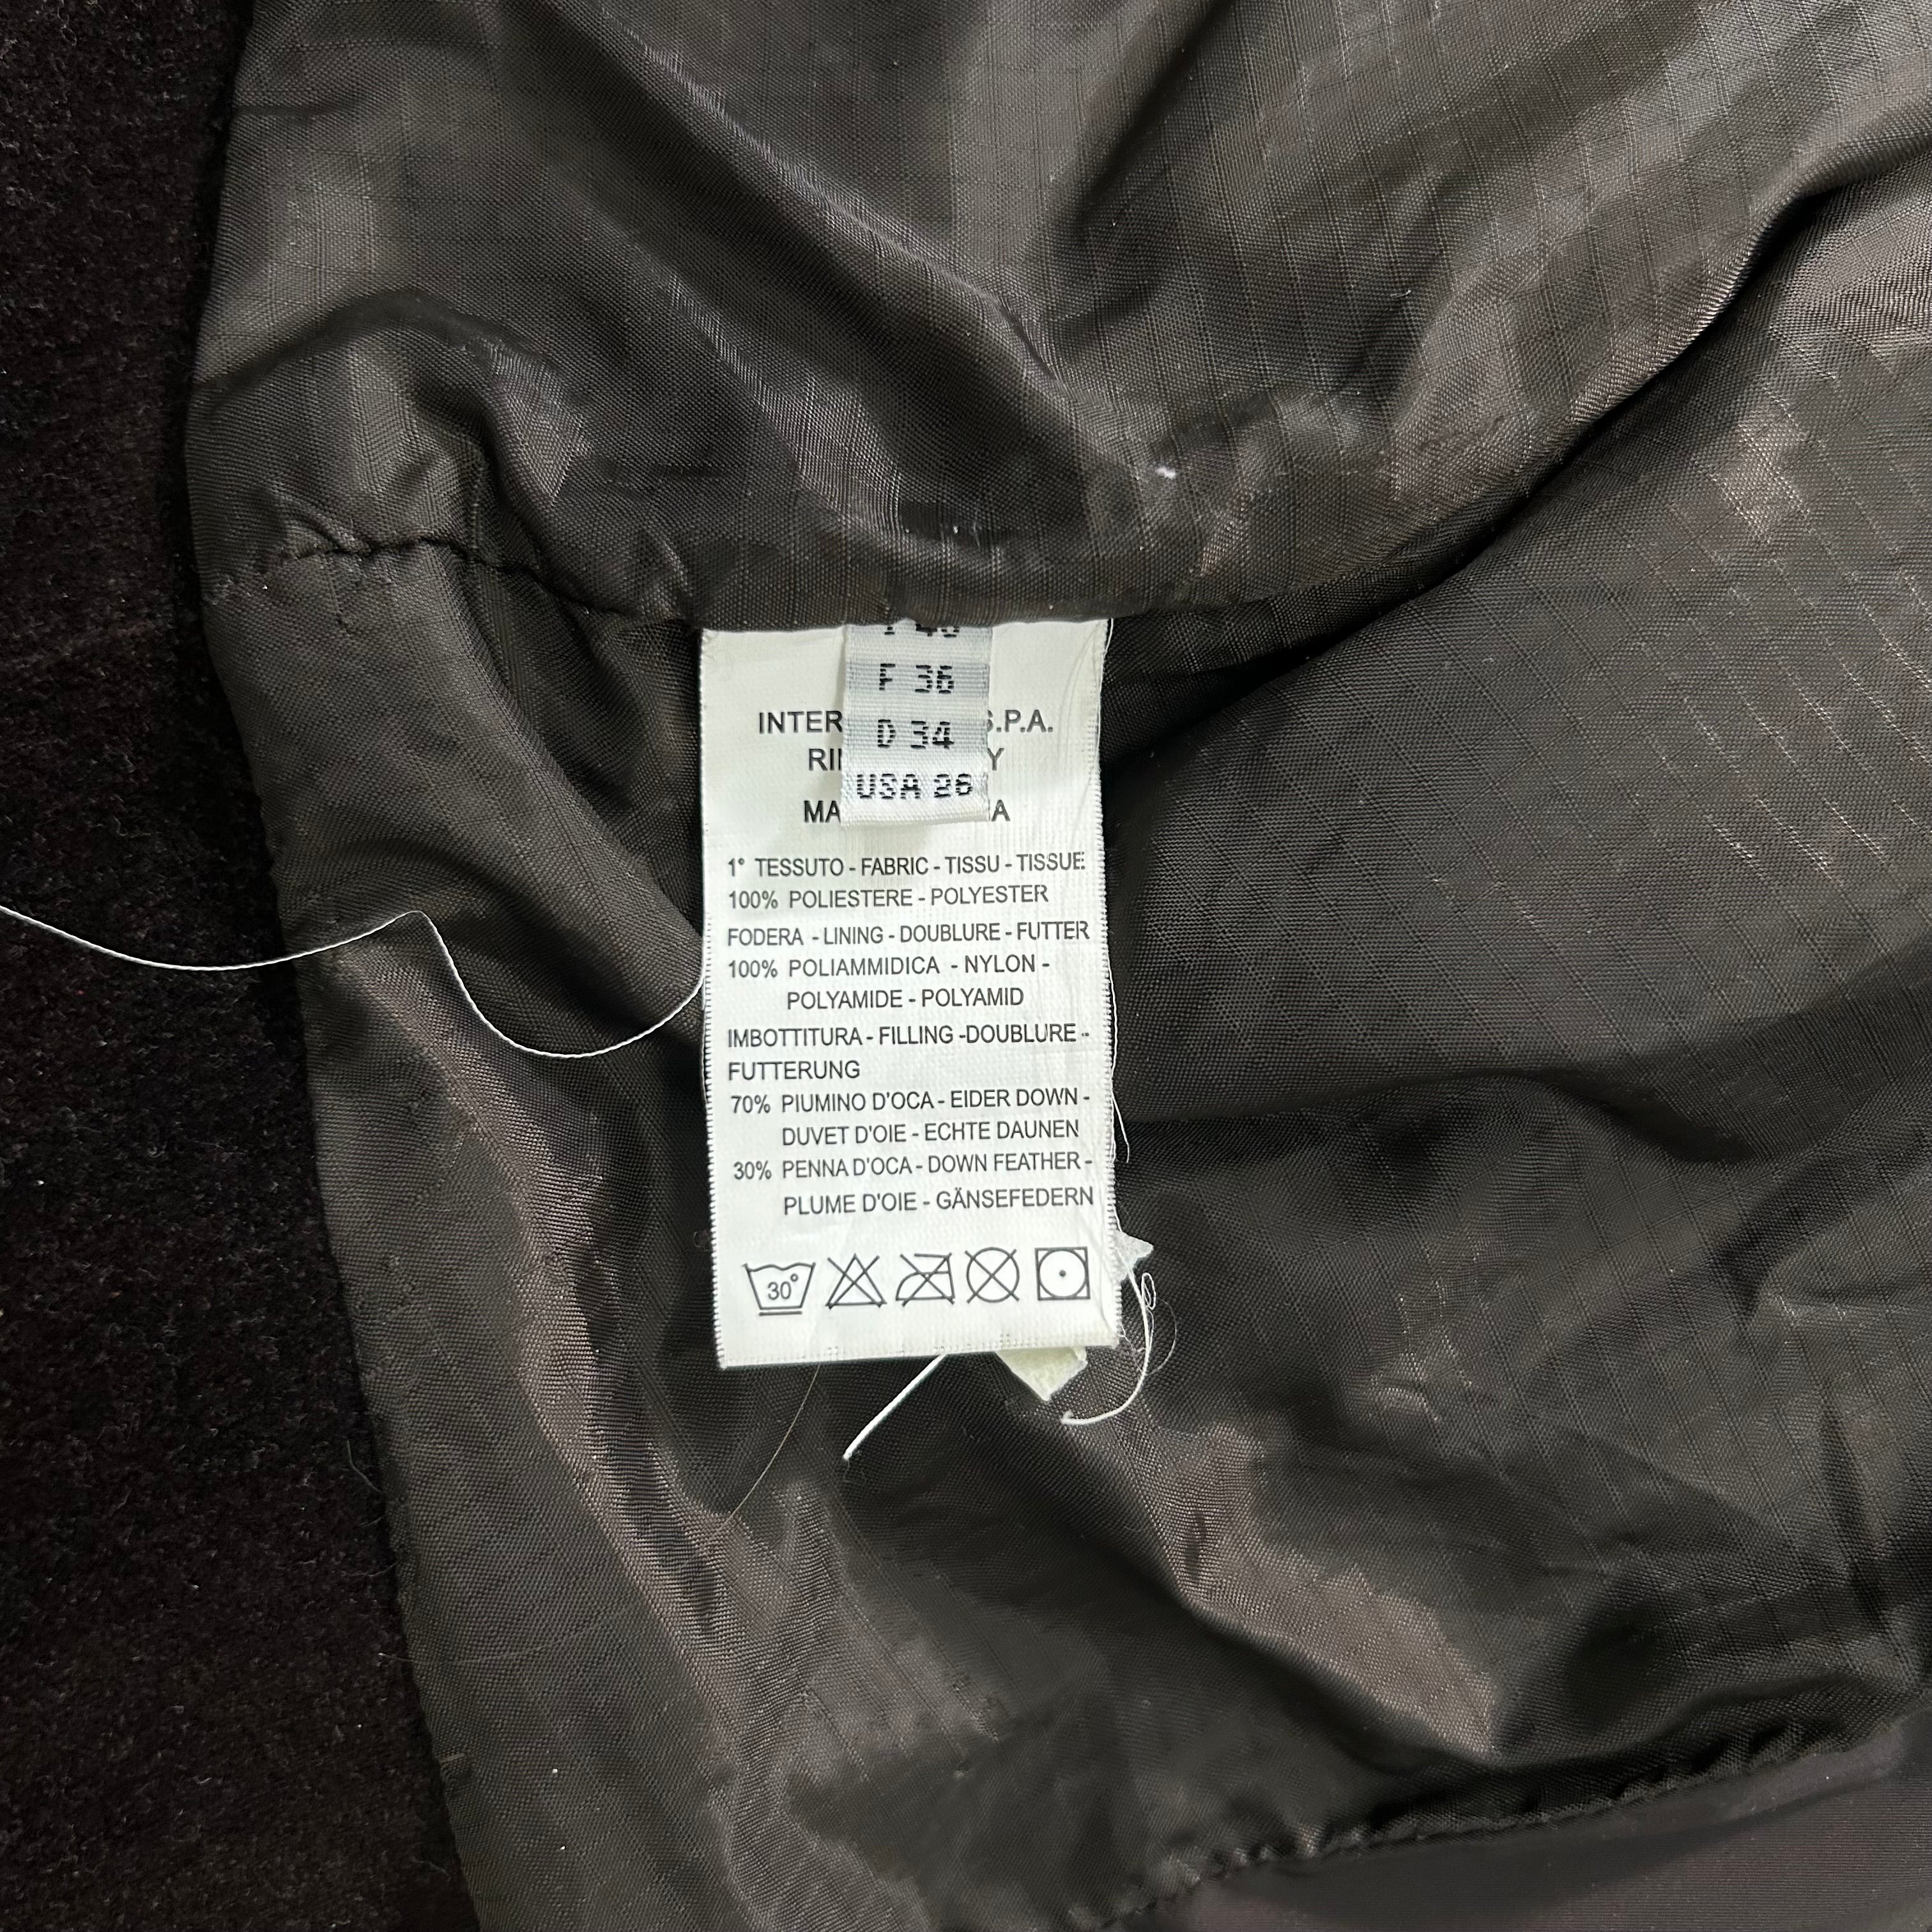 F 36
D 34
USA 26
INTER S.P.A.
1° TESSUTO - FABRIC - TISSU - TISSUE
100% POLIESTERE - POLYESTER
FODERA - LINING - DOUBLURE - FUTTER
100% POLIAMMIDICA - NYLON -
POLYAMIDE - POLYAMID
IMBOTTITURA - FILLING -DOUBLURE -
FUTTERUNG
70% PIUMINO D'OCA - EIDER DOWN -
DUVET D'OIE - ECHTE DAUNEN
30% PENNA D'OCA - DOWN FEATHER -
PLUME D'OIE - GÄNSEFEDERN
30°